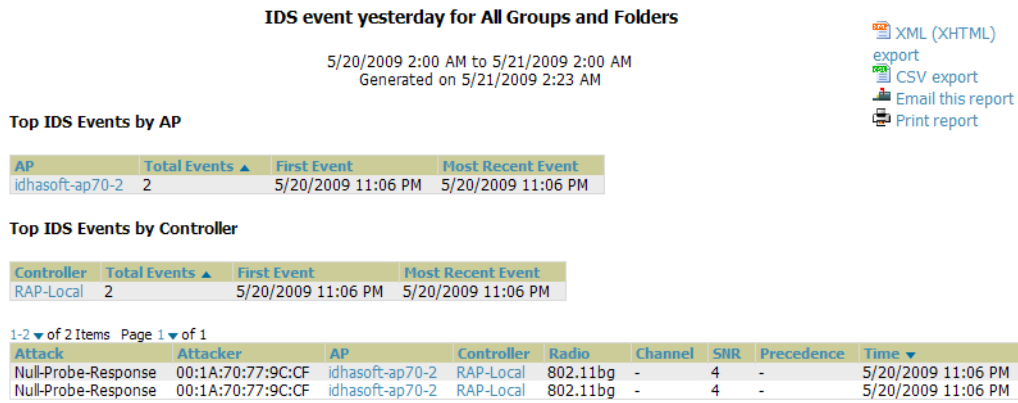 IDS event yesterday for All Groups and Folders
5/20/2009 2:00 AM to 5/21/2009 2:00 AM
Generated on 5/21/2009 2:23 AM
XML (XHTML)
export
CSV export
Email this report
Print report
Top IDS Events by AP
AP Total Events ▲ First Event Most Recent Event
idhasoft-ap70-2 2 5/20/2009 11:06 PM 5/20/2009 11:06 PM
Top IDS Events by Controller
Controller Total Events ▲ First Event Most Recent Event
RAP-Local 2 5/20/2009 11:06 PM 5/20/2009 11:06 PM
1-2 ▼ of 2 Items Page 1 ▼ of 1
Attack Attacker AP Controller Radio Channel SNR Precedence Time ▼
Null-Probe-Response 00:1A:70:77:9C:CF idhasoft-ap70-2 RAP-Local 802.11bg - 4 - 5/20/2009 11:06 PM
Null-Probe-Response 00:1A:70:77:9C:CF idhasoft-ap70-2 RAP-Local 802.11bg - 4 - 5/20/2009 11:06 PM